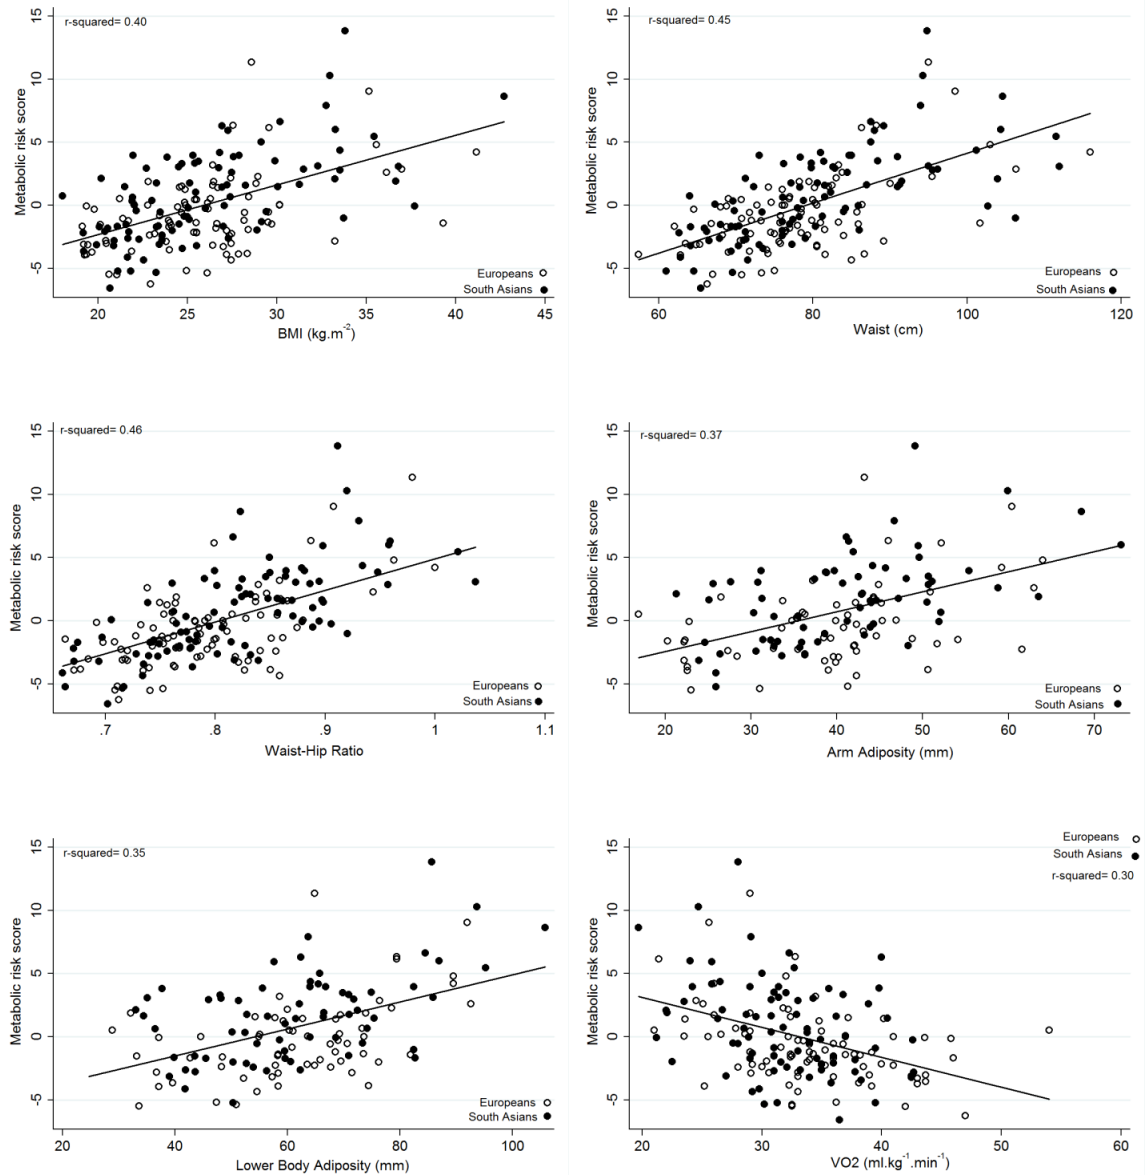 r-squared= 0.40
Metabolic risk score
15
10
5
0
-5
Europeans
South Asians
20 25 30 35 40 45
BMI (kg.m-2)
r-squared= 0.45
Metabolic risk score
15
10
5
0
-5
Europeans
South Asians
60 80 100 120
Waist (cm)
r-squared= 0.46
Metabolic risk score
15
10
5
0
-5
Europeans
South Asians
.7 .8 .9 1 1.1
Waist-Hip Ratio
r-squared= 0.37
Metabolic risk score
15
10
5
0
-5
Europeans
South Asians
20 30 40 50 60 70
Arm Adiposity (mm)
r-squared= 0.35
Metabolic risk score
15
10
5
0
-5
Europeans
South Asians
20 40 60 80 100
Lower Body Adiposity (mm)
Europeans
South Asians
r-squared= 0.30
Metabolic risk score
15
10
5
0
-5
20 30 40 50 60
VO2 (ml.kg-1.min-1)